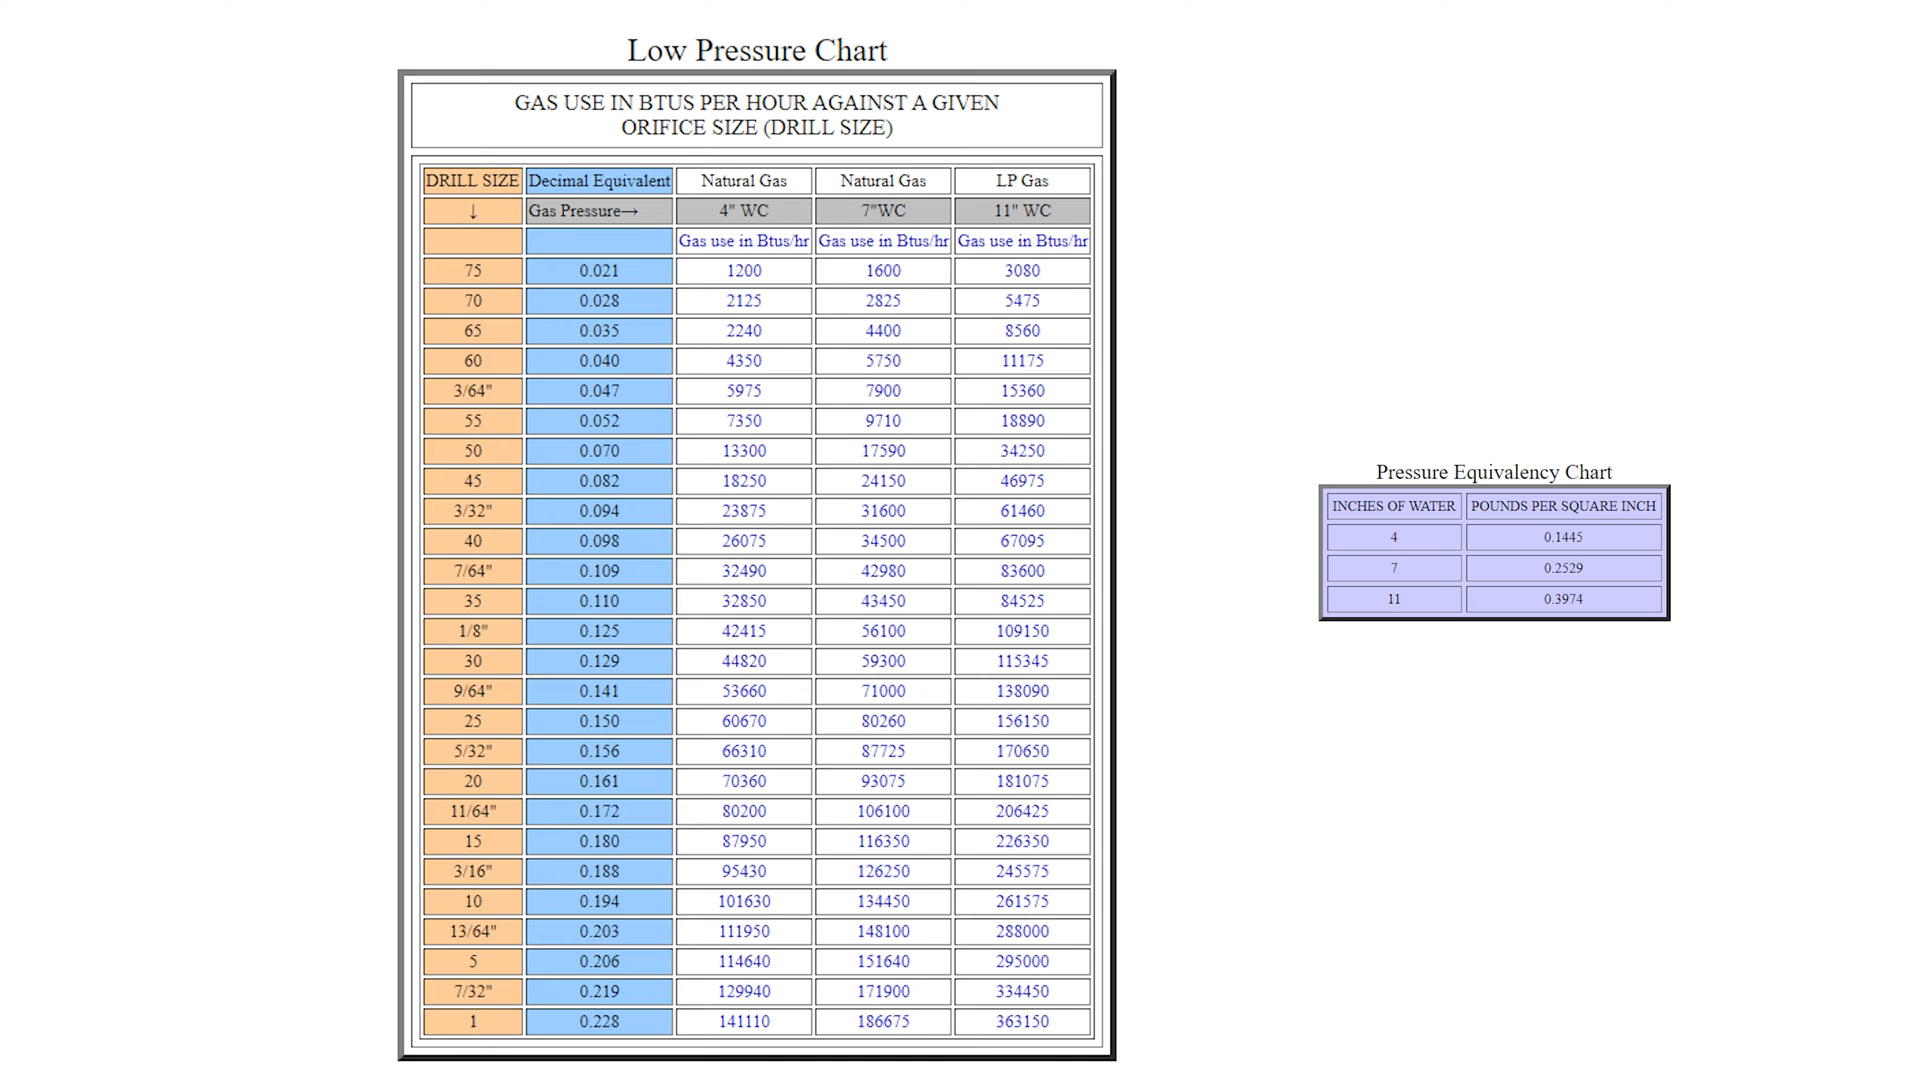 Low Pressure Chart
GAS USE IN BTUS PER HOUR AGAINST A GIVEN
ORIFICE SIZE (DRILL SIZE)
DRILL SIZE Decimal Equivalent Natural Gas Natural Gas LP Gas
↓ Gas Pressure→ 4" WC 7"WC 11" WC
Gas use in Btus/hr Gas use in Btus/hr Gas use in Btus/hr
75 0.021 1200 1600 3080
70 0.028 2125 2825 5475
65 0.035 2240 4400 8560
60 0.040 4350 5750 11175
3/64" 0.047 5975 7900 15360
55 0.052 7350 9710 18890
50 0.070 13300 17590 34250
45 0.082 18250 24150 46975
3/32" 0.094 23875 31600 61460
40 0.098 26075 34500 67095
7/64" 0.109 32490 42980 83600
35 0.110 32850 43450 84525
1/8" 0.125 42415 56100 109150
30 0.129 44820 59300 115345
9/64" 0.141 53660 71000 138090
25 0.150 60670 80260 156150
5/32" 0.156 66310 87725 170650
20 0.161 70360 93075 181075
11/64" 0.172 80200 106100 206425
15 0.180 87950 116350 226350
3/16" 0.188 95430 126250 245575
10 0.194 101630 134450 261575
13/64" 0.203 111950 148100 288000
5 0.206 114640 151640 295000
7/32" 0.219 129940 171900 334450
1 0.228 141110 186675 363150
Pressure Equivalency Chart
INCHES OF WATER POUNDS PER SQUARE INCH
4 0.1445
7 0.2529
11 0.3974